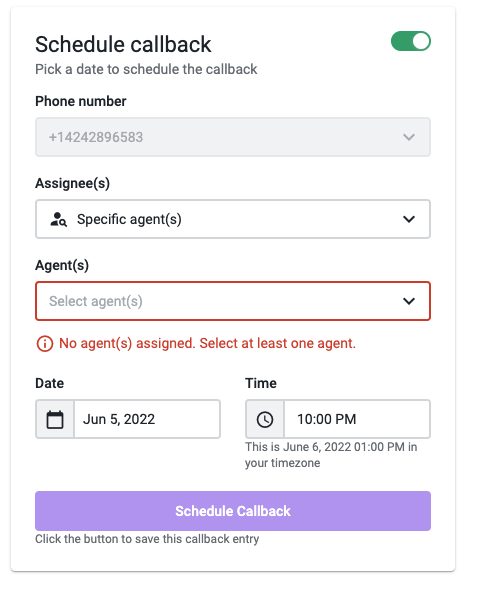 Schedule callback
Pick a date to schedule the callback
Phone number
+14242896583
Assignee(s)
Specific agent(s)
Agent(s)
Select agent(s)
No agent(s) assigned. Select at least one agent.
Date
Time
Jun 5, 2022
10:00 PM
This is June 6, 2022 01:00 PM in
your timezone
Schedule Callback
Click the button to save this callback entry